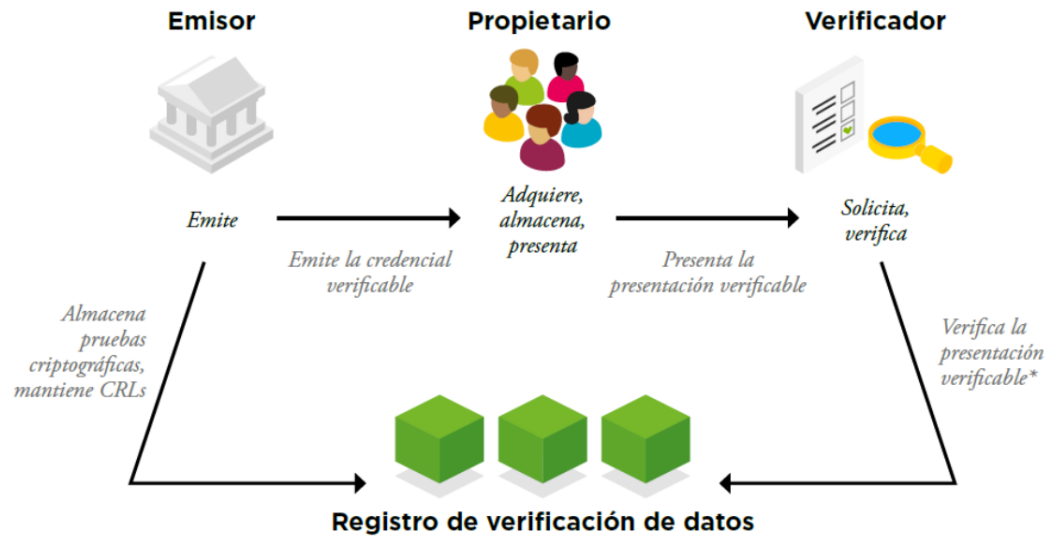 Emisor
Propietario
Verificador
Emite
Adquiere,
almacena,
presenta
Solicita,
verifica
Emite la credencial
verificable
Presenta la
presentación verificable
Almacena
pruebas
criptográficas,
mantiene CRLs
Verifica la
presentación
verificable*
Registro de verificación de datos